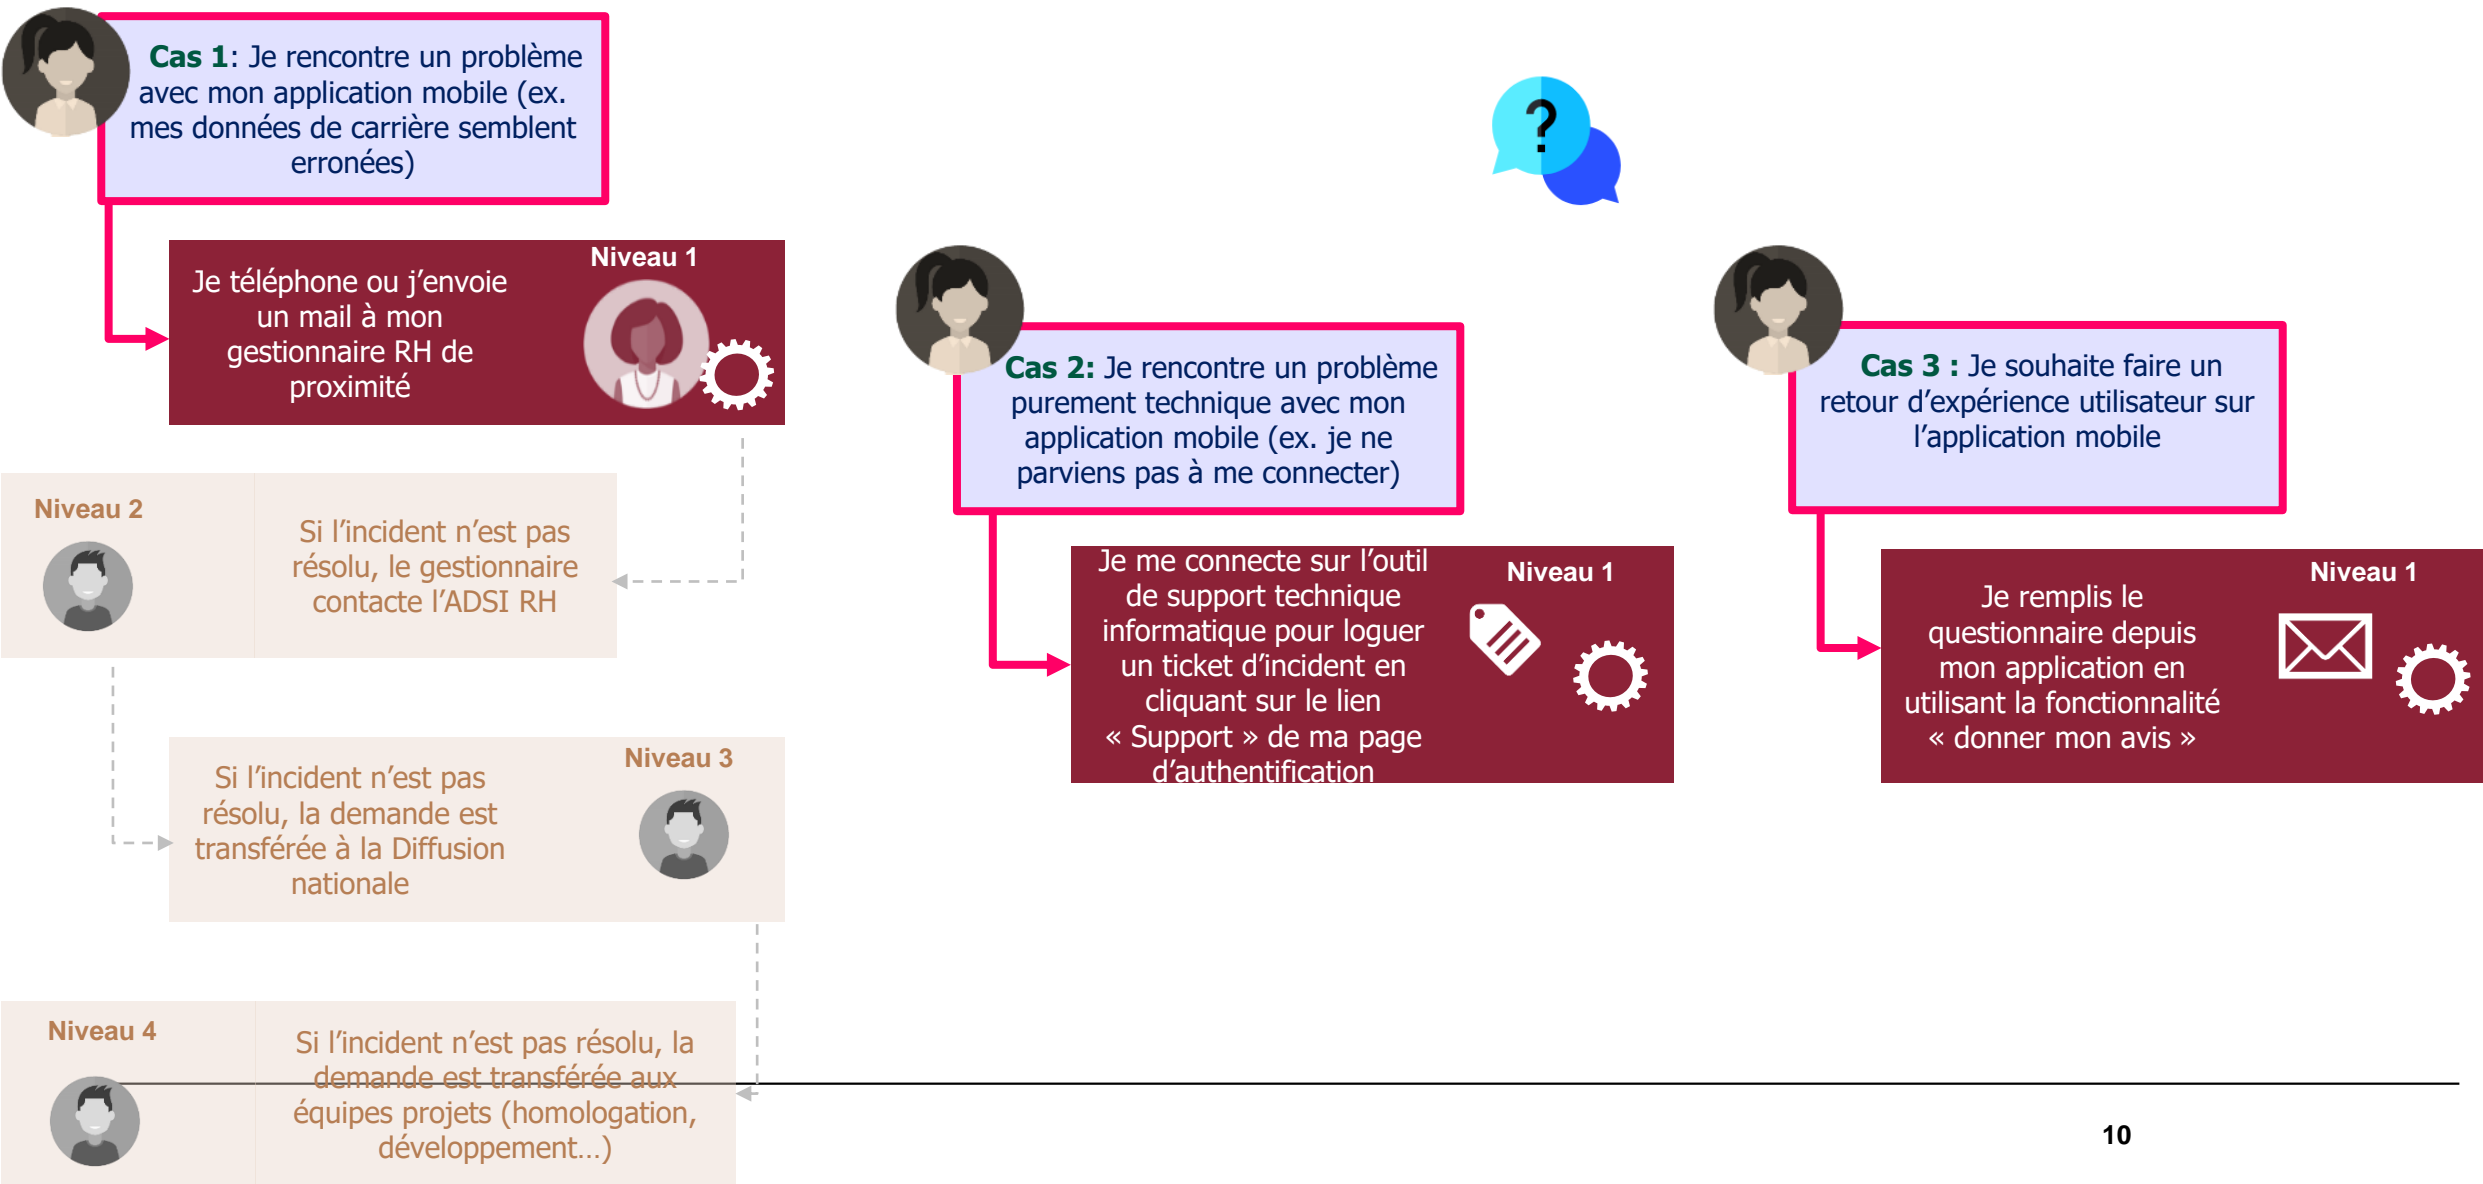 Cas 1: Je rencontre un problème
avec mon application mobile (ex.
mes données de carrière semblent
erronées)
?
Niveau 1
Je téléphone ou j’envoie
un mail à mon
gestionnaire RH de
proximité
Niveau 2
Si l’incident n’est pas
résolu, le gestionnaire
contacte l’ADSI RH
Niveau 3
Si l’incident n’est pas
résolu, la demande est
transférée à la Diffusion
nationale
Niveau 4
Si l’incident n’est pas résolu, la
demande est transférée aux
équipes projets (homologation,
développement…)
Cas 2: Je rencontre un problème
purement technique avec mon
application mobile (ex. je ne
parviens pas à me connecter)
Je me connecte sur l’outil
de support technique
informatique pour loguer
un ticket d’incident en
cliquant sur le lien
« Support » de ma page
d’authentification
Niveau 1
Cas 3 : Je souhaite faire un
retour d’expérience utilisateur sur
l’application mobile
Niveau 1
Je remplis le
questionnaire depuis
mon application en
utilisant la fonctionnalité
« donner mon avis »
10